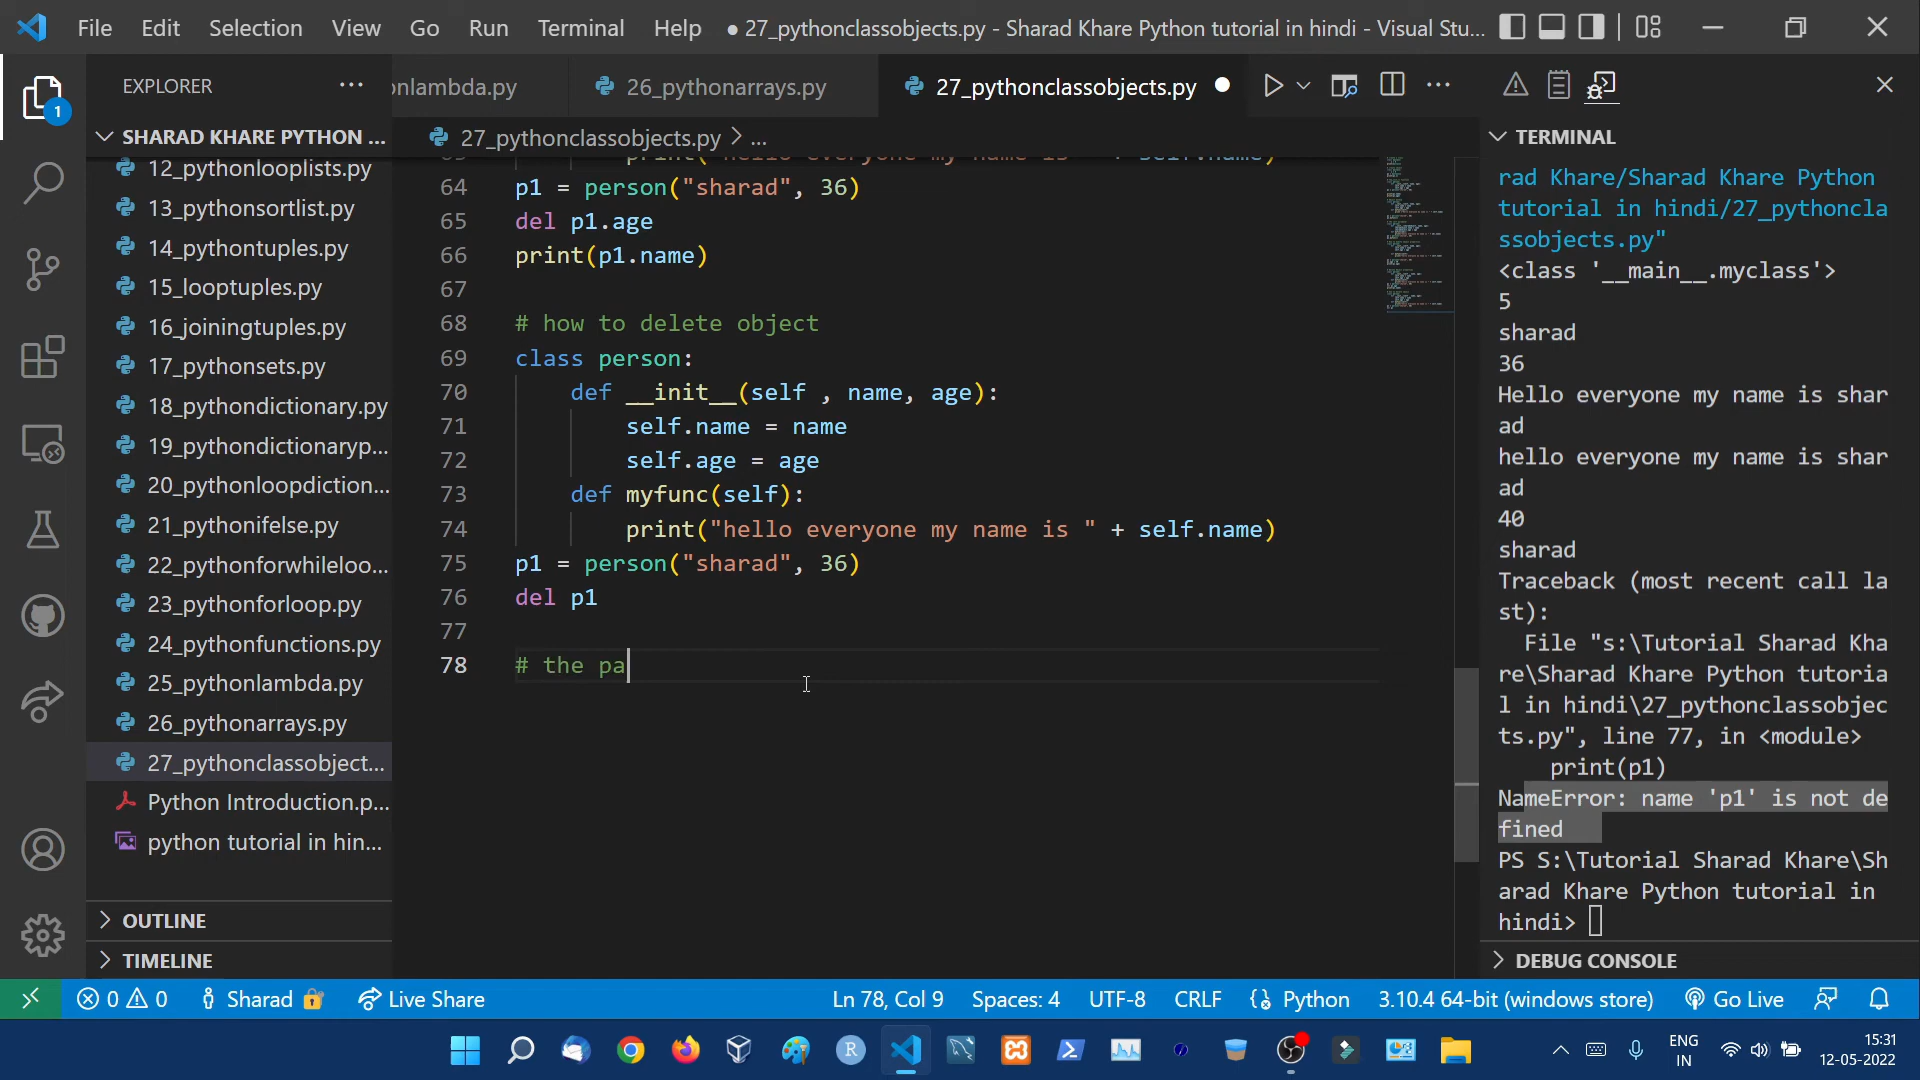 File Edit Selection View Go Run Terminal Help ● 27_pythonclassobjects.py - Sharad Khare Python tutorial in hindi - Visual Stu...
EXPLORER
nlambda.py
26_pythonarrays.py
27_pythonclassobjects.py
1
SHARAD KHARE PYTHON ...
12_pythonlooplists.py
13_pythonsortlist.py
14_pythontuples.py
15_looptuples.py
16_joiningtuples.py
17_pythonsets.py
18_pythondictionary.py
19_pythondictionaryp...
20_pythonloopdiction...
21_pythonifelse.py
22_pythonforwhileloo...
23_pythonforloop.py
24_pythonfunctions.py
25_pythonlambda.py
26_pythonarrays.py
27_pythonclassobject...
Python Introduction.p...
python tutorial in hin...
OUTLINE
TIMELINE
27_pythonclassobjects.py > ...
64 p1 = person("sharad", 36)
65 del p1.age
66 print(p1.name)
67
68 # how to delete object
69 class person:
70 def __init__(self , name, age):
71 self.name = name
72 self.age = age
73 def myfunc(self):
74 print("hello everyone my name is " + self.name)
75 p1 = person("sharad", 36)
76 del p1
77
78 # the pa
TERMINAL
rad Khare/Sharad Khare Python
tutorial in hindi/27_pythoncla
ssobjects.py"
<class '__main__.myclass'>
5
sharad
36
Hello everyone my name is shar
ad
hello everyone my name is shar
ad
40
sharad
Traceback (most recent call la
st):
File "s:\Tutorial Sharad Kha
re\Sharad Khare Python tutoria
l in hindi\27_pythonclassobjec
ts.py", line 77, in <module>
print(p1)
NameError: name 'p1' is not de
fined
PS S:\Tutorial Sharad Khare\Sh
arad Khare Python tutorial in
hindi>
DEBUG CONSOLE
0 0 Sharad Live Share Ln 78, Col 9 Spaces: 4 UTF-8 CRLF Python 3.10.4 64-bit (windows store) Go Live
ENG
IN
15:31
12-05-2022